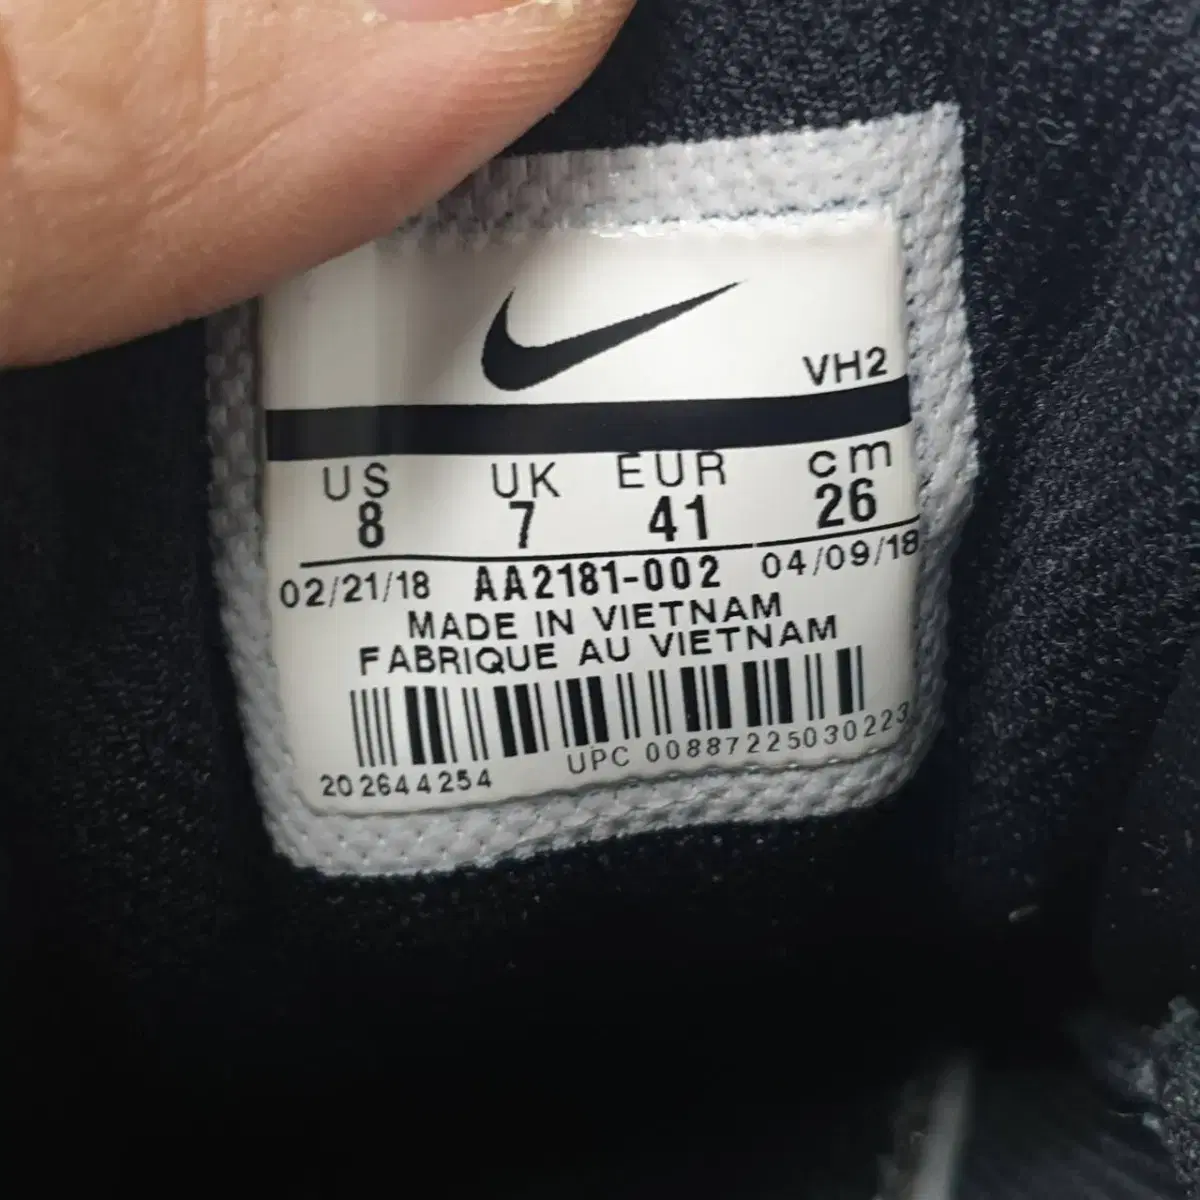 VH2
US UK EUR cm
8 7 41 26
02/21/18 AA2181-002 04/09/18
MADE IN VIETNAM
FABRIQUE AU VIETNAM
202644254 UPC 00887225030223